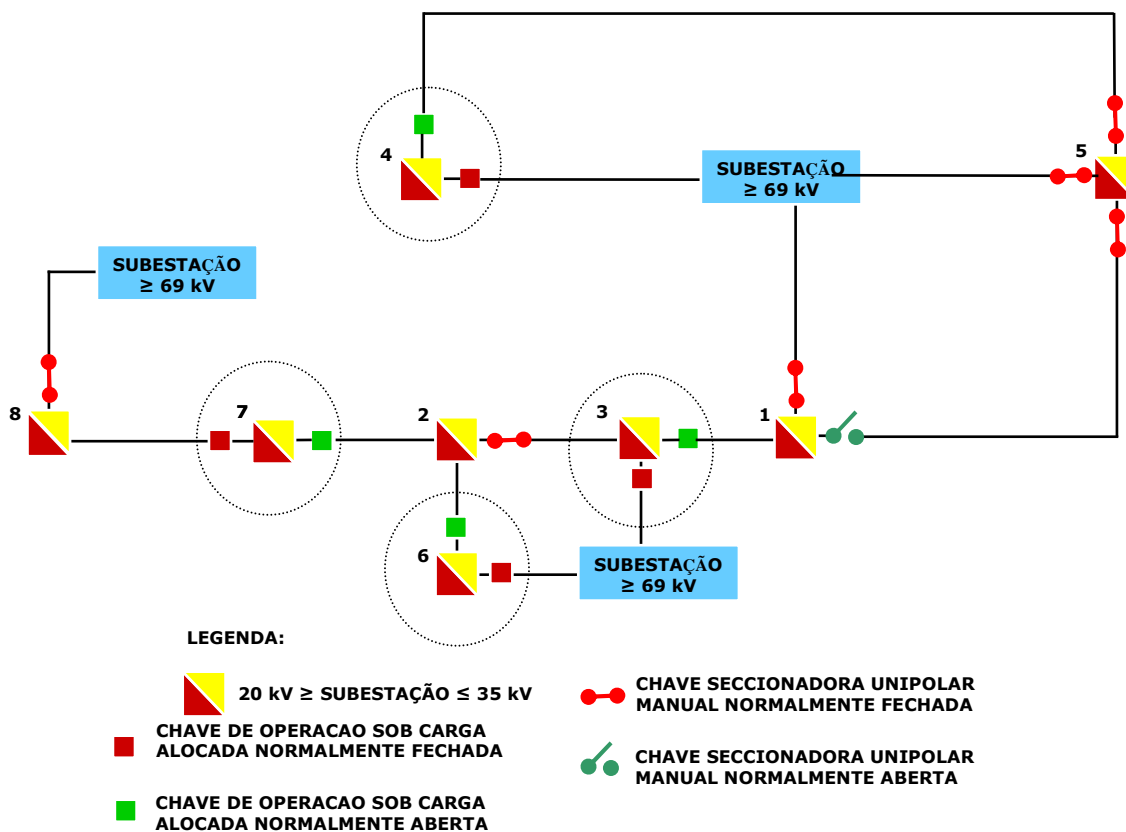 4
5
SUBESTAÇÃO
≥ 69 kV
SUBESTAÇÃO
≥ 69 kV
8
7
2
3
1
6
SUBESTAÇÃO
≥ 69 kV
LEGENDA:
20 kV ≥ SUBESTAÇÃO ≤ 35 kV
CHAVE DE OPERACAO SOB CARGA
ALOCADA NORMALMENTE FECHADA
CHAVE DE OPERACAO SOB CARGA
ALOCADA NORMALMENTE ABERTA
CHAVE SECCIONADORA UNIPOLAR
MANUAL NORMALMENTE FECHADA
CHAVE SECCIONADORA UNIPOLAR
MANUAL NORMALMENTE ABERTA